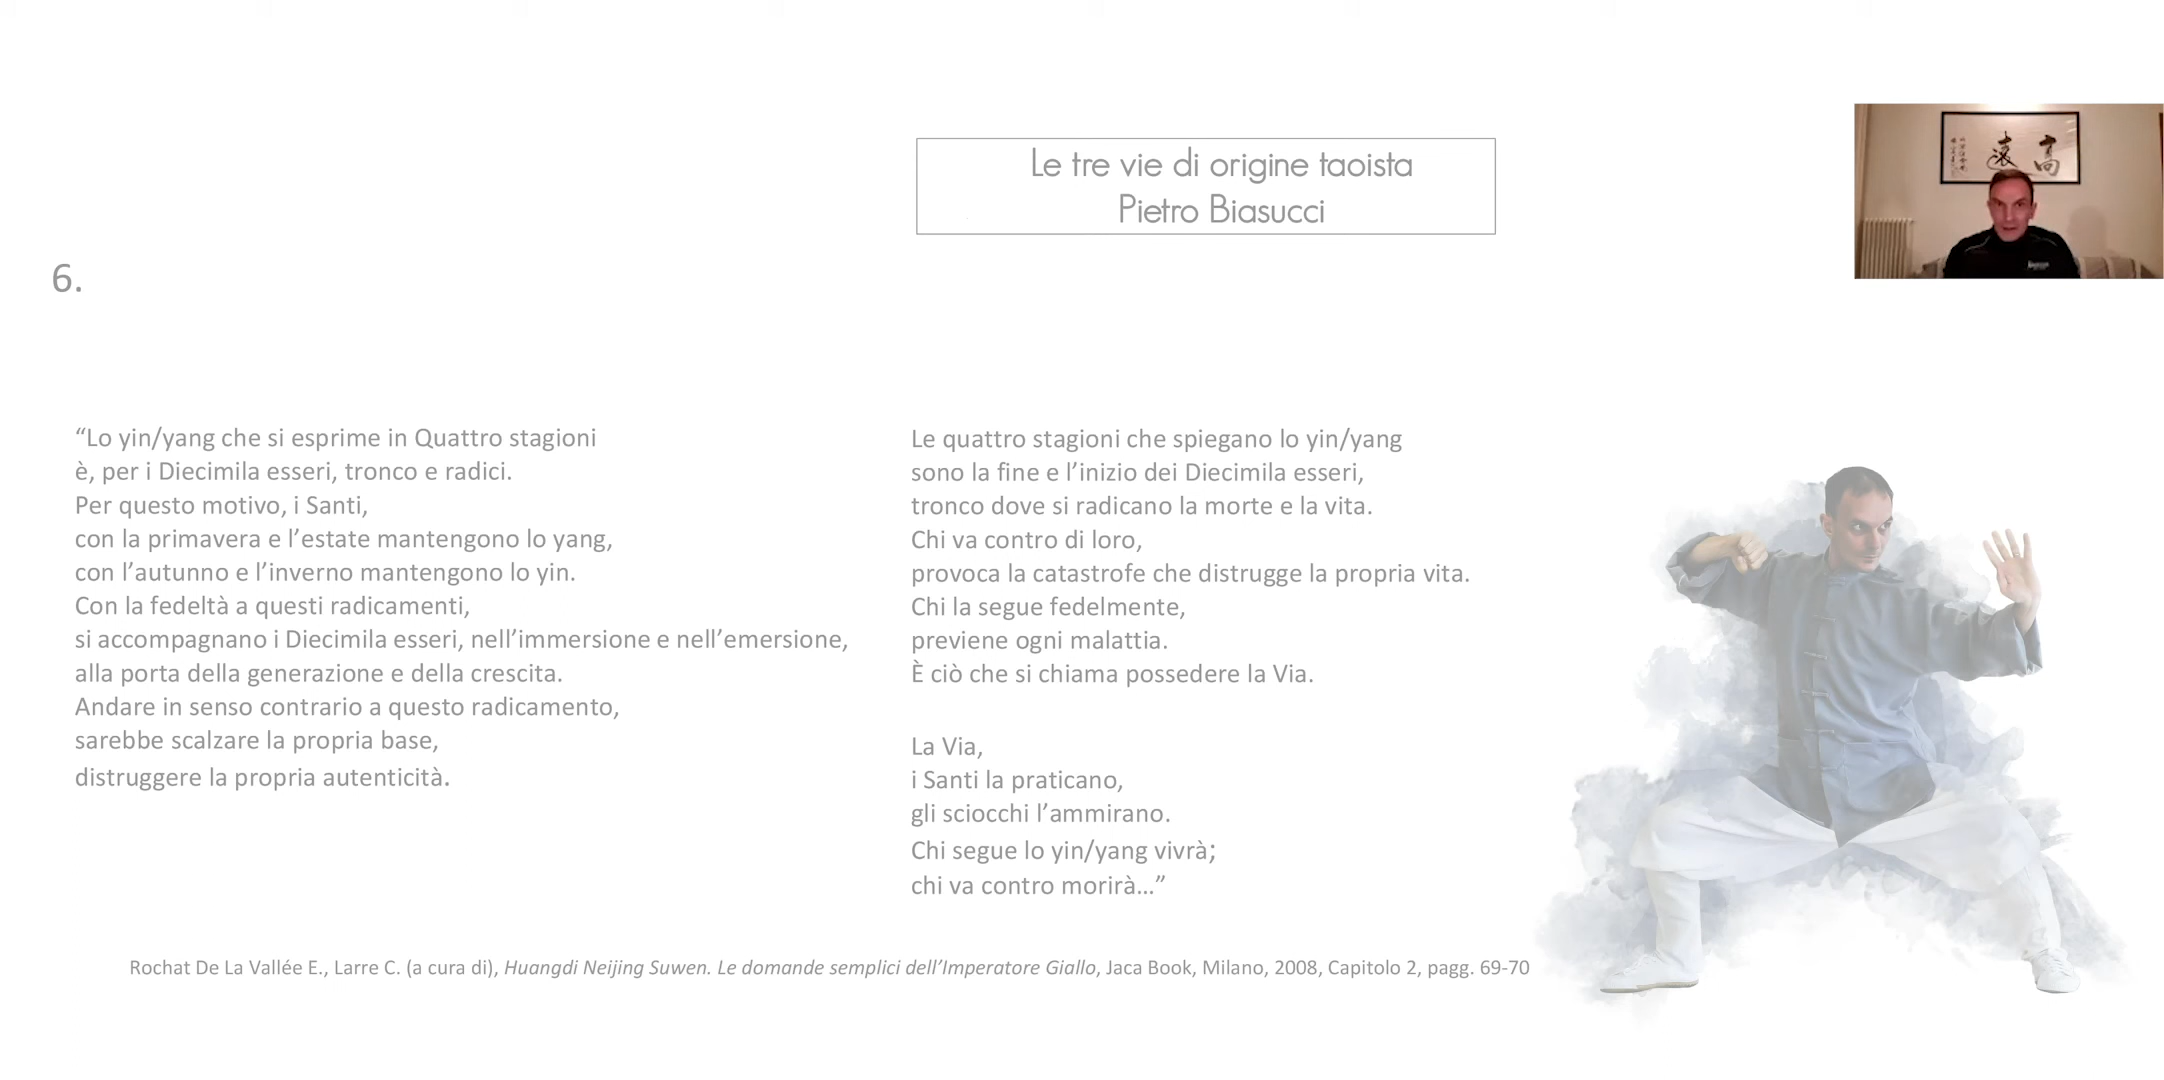 Le tre vie di origine taoista
Pietro Biasucci
遠 高
6.
“Lo yin/yang che si esprime in Quattro stagioni
è, per i Diecimila esseri, tronco e radici.
Per questo motivo, i Santi,
con la primavera e l’estate mantengono lo yang,
con l’autunno e l’inverno mantengono lo yin.
Con la fedeltà a questi radicamenti,
si accompagnano i Diecimila esseri, nell’immersione e nell’emersione,
alla porta della generazione e della crescita.
Andare in senso contrario a questo radicamento,
sarebbe scalzare la propria base,
distruggere la propria autenticità.
Le quattro stagioni che spiegano lo yin/yang
sono la fine e l’inizio dei Diecimila esseri,
tronco dove si radicano la morte e la vita.
Chi va contro di loro,
provoca la catastrofe che distrugge la propria vita.
Chi la segue fedelmente,
previene ogni malattia.
È ciò che si chiama possedere la Via.
La Via,
i Santi la praticano,
gli sciocchi l’ammirano.
Chi segue lo yin/yang vivrà;
chi va contro morirà…”
Rochat De La Vallée E., Larre C. (a cura di), Huangdi Neijing Suwen. Le domande semplici dell’Imperatore Giallo, Jaca Book, Milano, 2008, Capitolo 2, pagg. 69-70